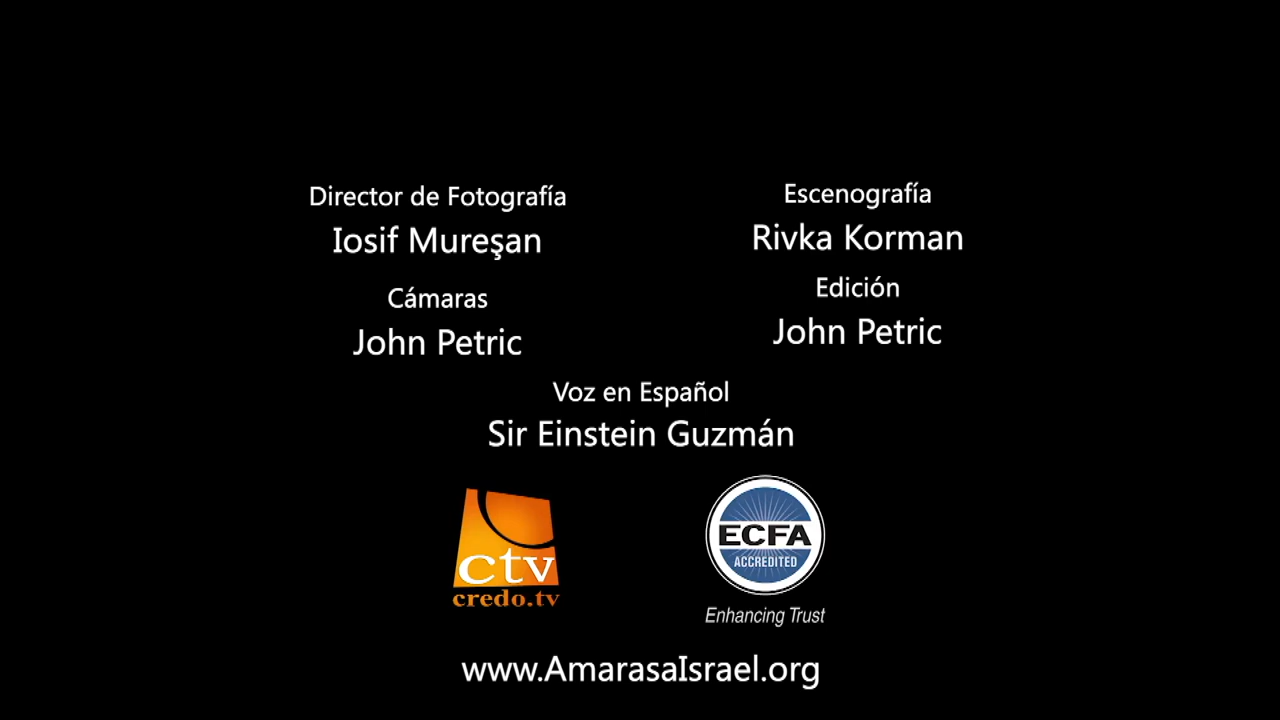 Director de Fotografía
Iosif Mureşan
Cámaras
John Petric
Escenografía
Rivka Korman
Edición
John Petric
Voz en Español
Sir Einstein Guzmán
ctv
credo.tv
ECFA
ACCREDITED
Enhancing Trust
www.AmarasaIsrael.org